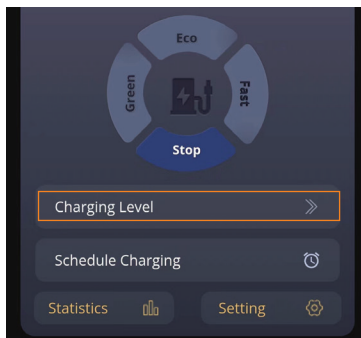 Eco
Green
Fast
Stop
Charging Level
Schedule Charging
Statistics
Setting